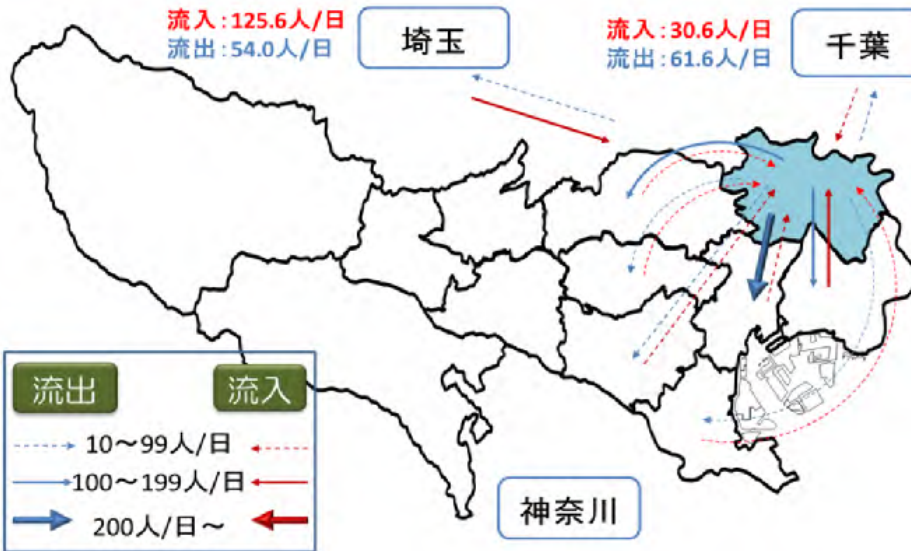 流入:125.6人/日
流出:54.0人/日
埼玉
流入:30.6人/日
流出:61.6人/日
千葉
流出
流入
10～99人/日
100～199人/日
200人/日～
神奈川